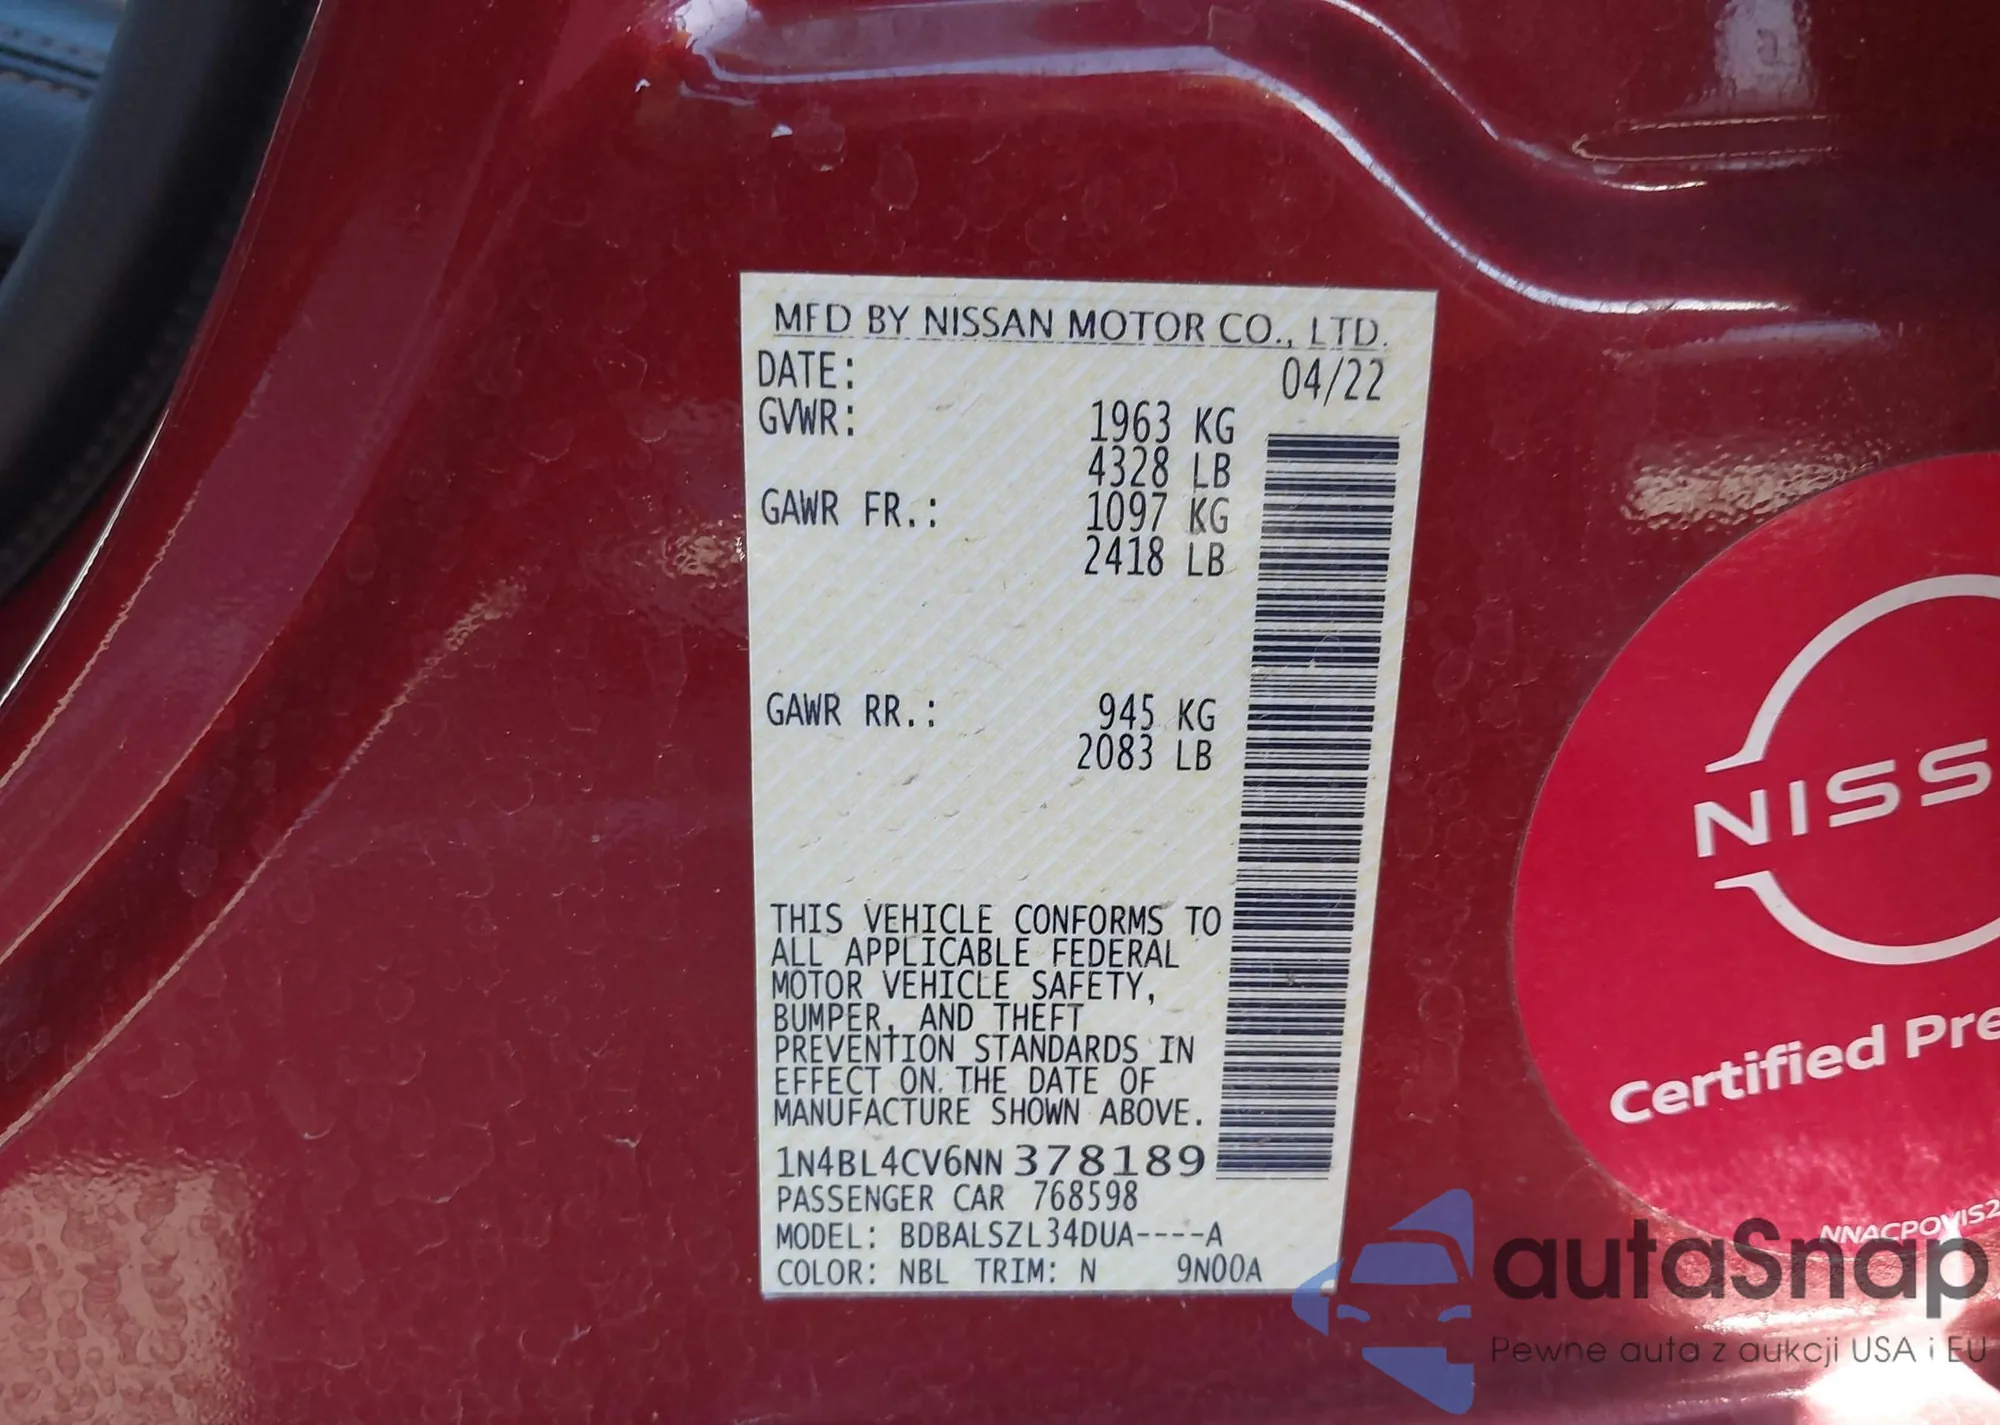 MFD BY NISSAN MOTOR CO., LTD.
DATE: 04/22
GVWR: 1963 KG
4328 LB
GAWR FR.: 1097 KG
2418 LB
GAWR RR.: 945 KG
2083 LB
THIS VEHICLE CONFORMS TO
ALL APPLICABLE FEDERAL
MOTOR VEHICLE SAFETY,
BUMPER, AND THEFT
PREVENTION STANDARDS IN
EFFECT ON THE DATE OF
MANUFACTURE SHOWN ABOVE.
1N4BL4CV6NN378189
PASSENGER CAR 768598
MODEL: BDBALSZL34DUA----A
COLOR: NBL TRIM: N 9N00A
NISS
Certified Pre
autaSnap
Pewne auta z aukcji USA i EU